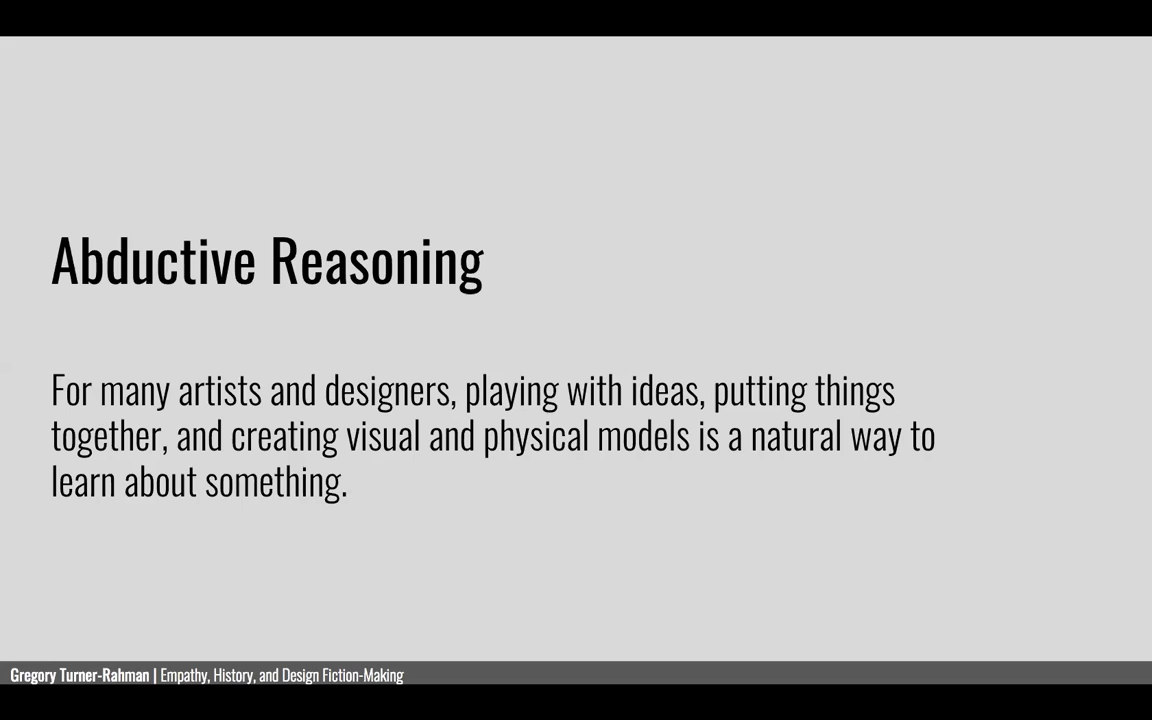 Abductive Reasoning
For many artists and designers, playing with ideas, putting things
together, and creating visual and physical models is a natural way to
learn about something.
Gregory Turner-Rahman | Empathy, History, and Design Fiction-Making